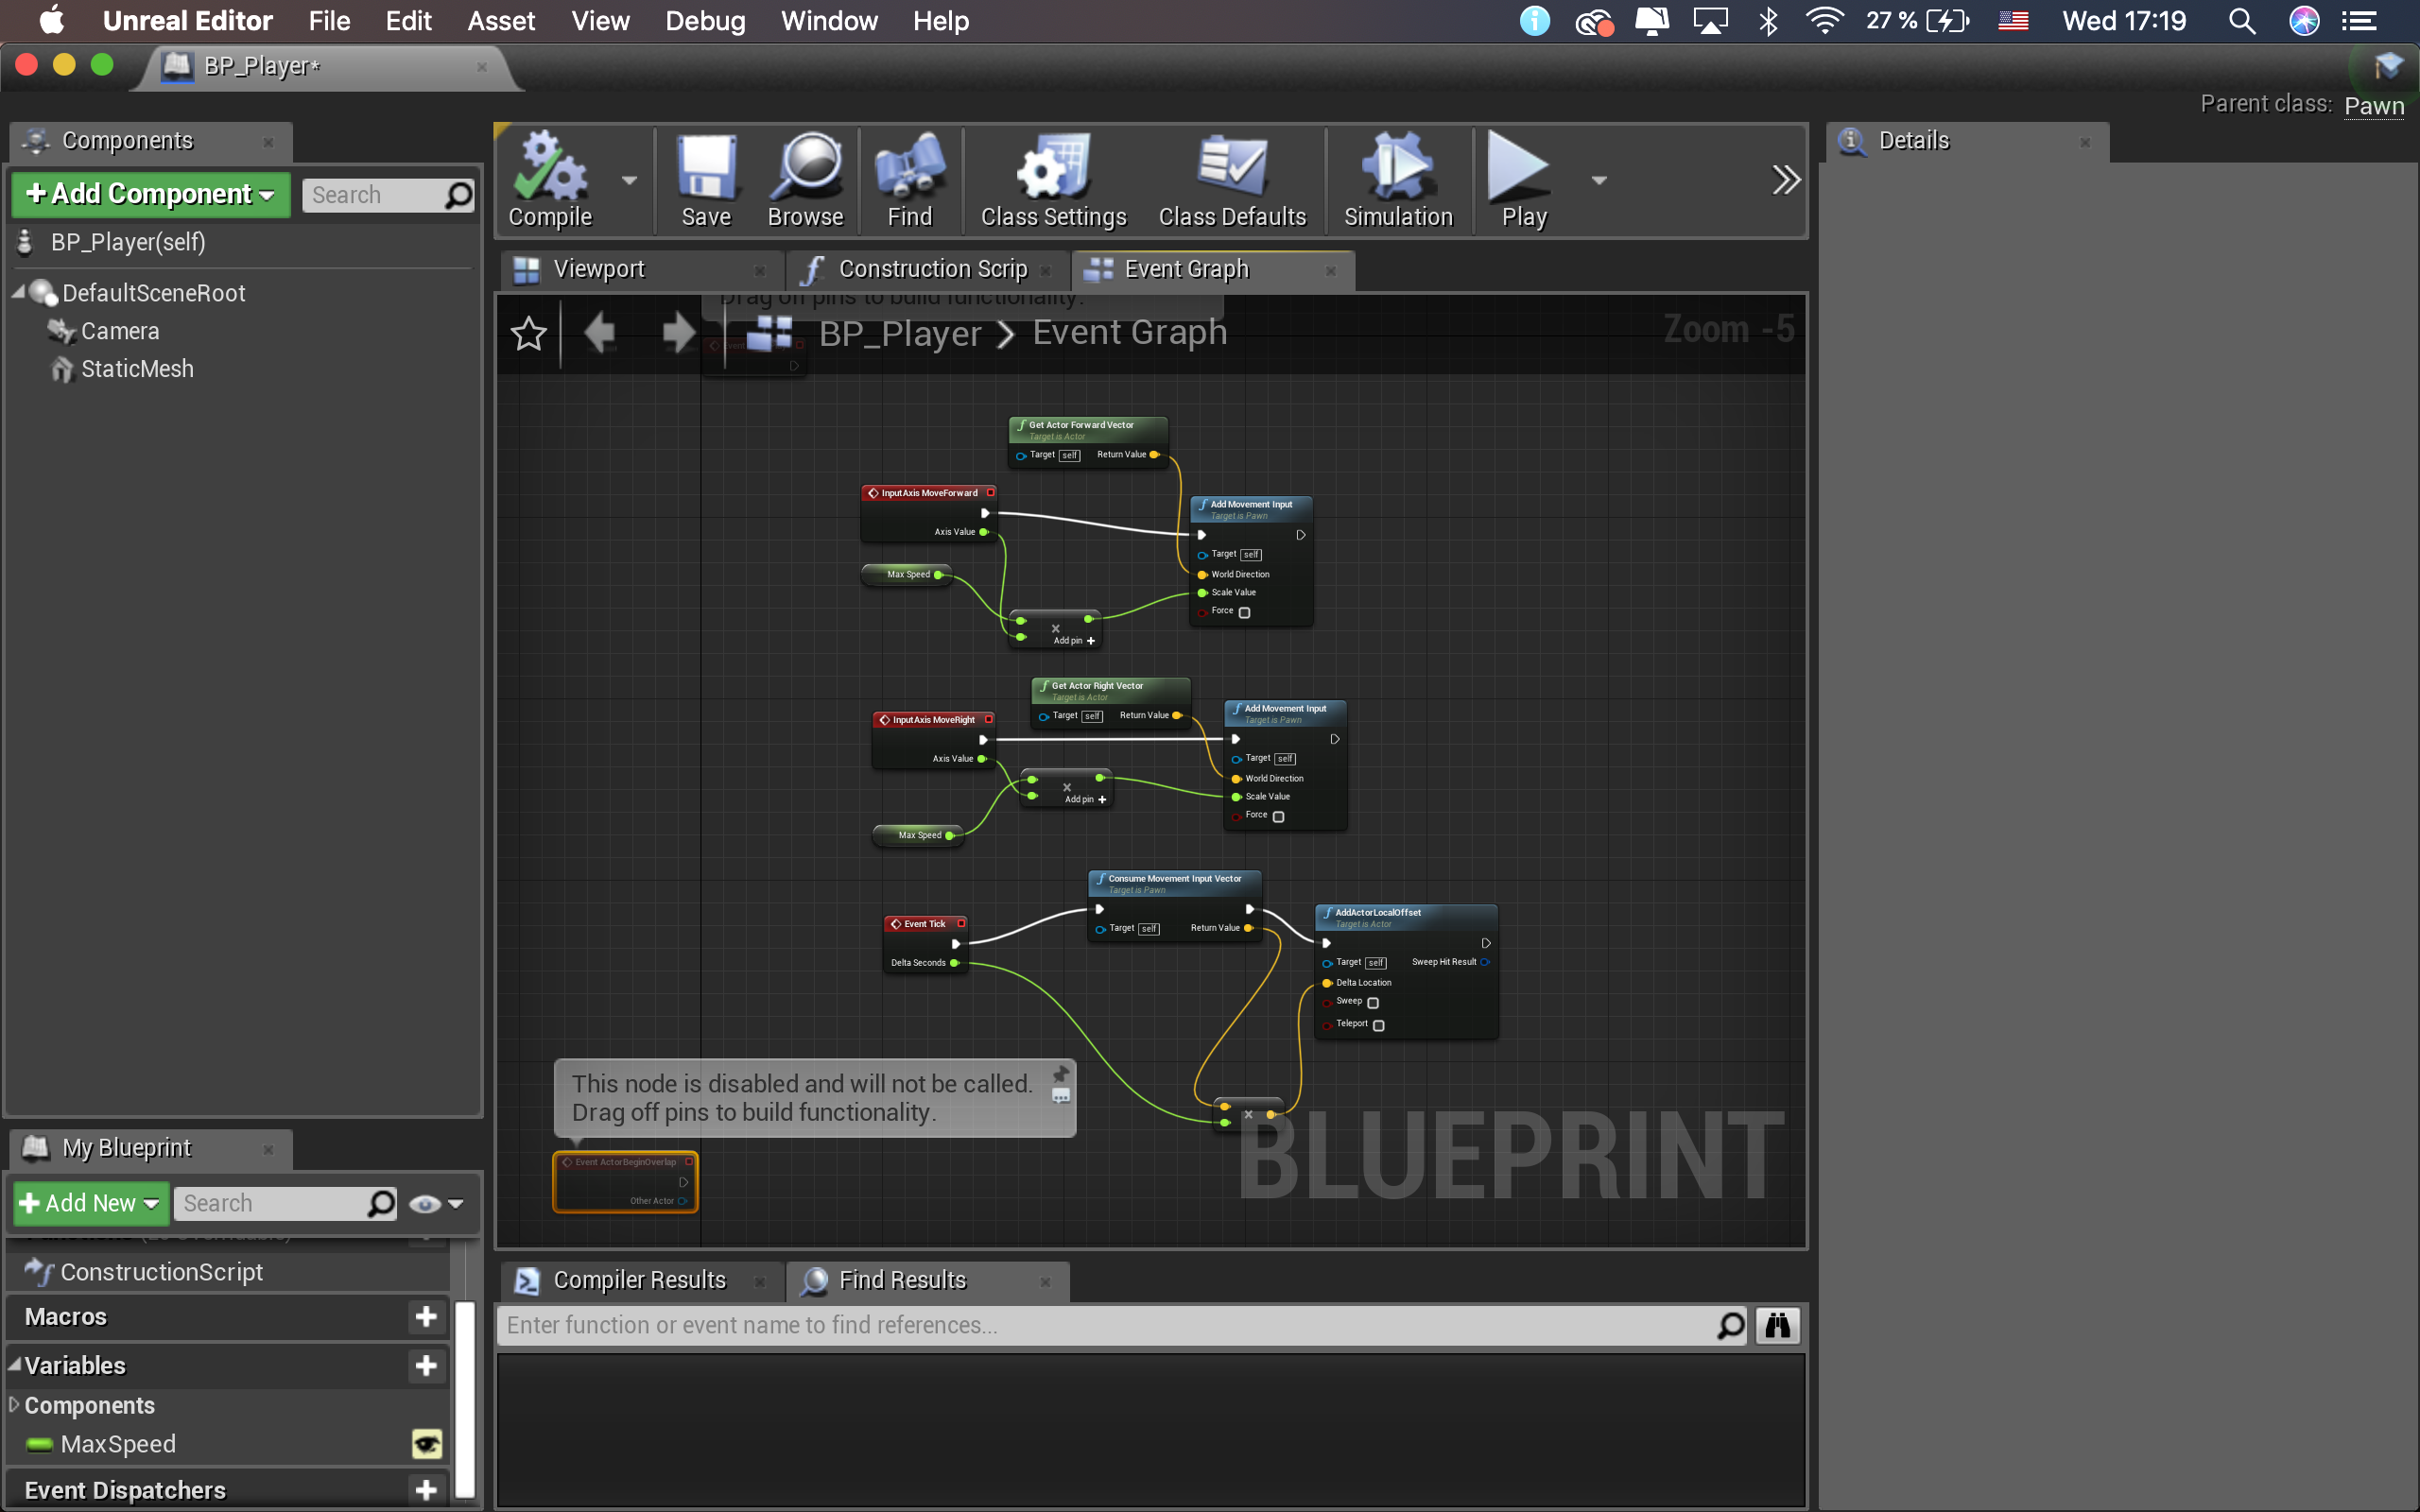 Unreal Editor File Edit Asset View Debug Window Help 27 % Wed 17:19
BP_Player*
Parent class: Pawn
Components
Add Component Search
BP_Player(self)
DefaultSceneRoot
Camera
StaticMesh
Compile Save Browse Find Class Settings Class Defaults Simulation Play
Details
Viewport Construction Scrip Event Graph
Drag off pins to build functionality.
BP_Player > Event Graph
Zoom -5
Get Actor Forward Vector
Target is Actor
Target self Return Value
InputAxis MoveForward
Axis Value
Add Movement Input
Target is Pawn
Target self
World Direction
Scale Value
Force
Max Speed
Add pin +
Get Actor Right Vector
Target is Actor
Target self Return Value
InputAxis MoveRight
Axis Value
Add Movement Input
Target is Pawn
Target self
World Direction
Scale Value
Force
Add pin +
Max Speed
Consume Movement Input Vector
Target is Pawn
Target self Return Value
Event Tick
Delta Seconds
AddActorLocalOffset
Target is Actor
Target self Sweep Hit Result
Delta Location
Sweep
Teleport
This node is disabled and will not be called.
Drag off pins to build functionality.
Event ActorBeginOverlap
Other Actor
BLUEPRINT
My Blueprint
Add New Search
ConstructionScript
Macros
Variables
Components
MaxSpeed
Event Dispatchers
Compiler Results Find Results
Enter function or event name to find references...